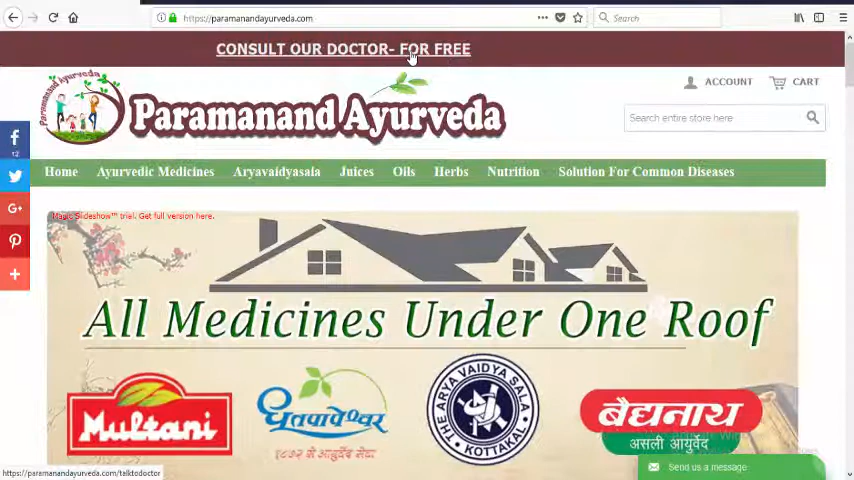 https://paramanandayurveda.com
Search
CONSULT OUR DOCTOR- FOR FREE
Paramanand Ayurveda
Paramanand Ayurveda
ACCOUNT
CART
Search entire store here
12
Home Ayurvedic Medicines Aryavaidyasala Juices Oils Herbs Nutrition Solution For Common Diseases
Magic Slideshow™ trial. Get full version here.
All Medicines Under One Roof
Multani
धूतपापेश्वर
१८७२ से आयुर्वेद सेवा
THE ARYA VAIDYA SALA
KOTTAKAL
बैद्यनाथ
असली आयुर्वेद
Send us a message
https://paramanandayurveda.com/talktodoctor